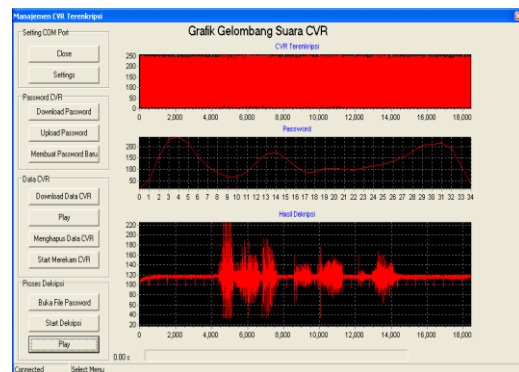 Manajemen CVR Terenkripsi
Setting COM Port
Close
Settings
Password CVR
Download Password
Upload Password
Membuat Password Baru
Data CVR
Download Data CVR
Play
Menghapus Data CVR
Start Merekam CVR
Proses Dekripsi
Buka File Password
Start Dekripsi
Play
Grafik Gelombang Suara CVR
CVR Terenkripsi
250
200
150
100
50
0
0 2,000 4,000 6,000 8,000 10,000 12,000 14,000 16,000 18,000
Password
200
150
100
50
0 1 2 3 4 5 6 7 8 9 10 11 12 13 14 15 16 17 18 19 20 21 22 23 24 25 26 27 28 29 30 31 32 33 34
Hasil Dekripsi
220
200
180
160
140
120
100
80
60
40
20
0 2,000 4,000 6,000 8,000 10,000 12,000 14,000 16,000 18,000
0.00 s
Connected Select Menu